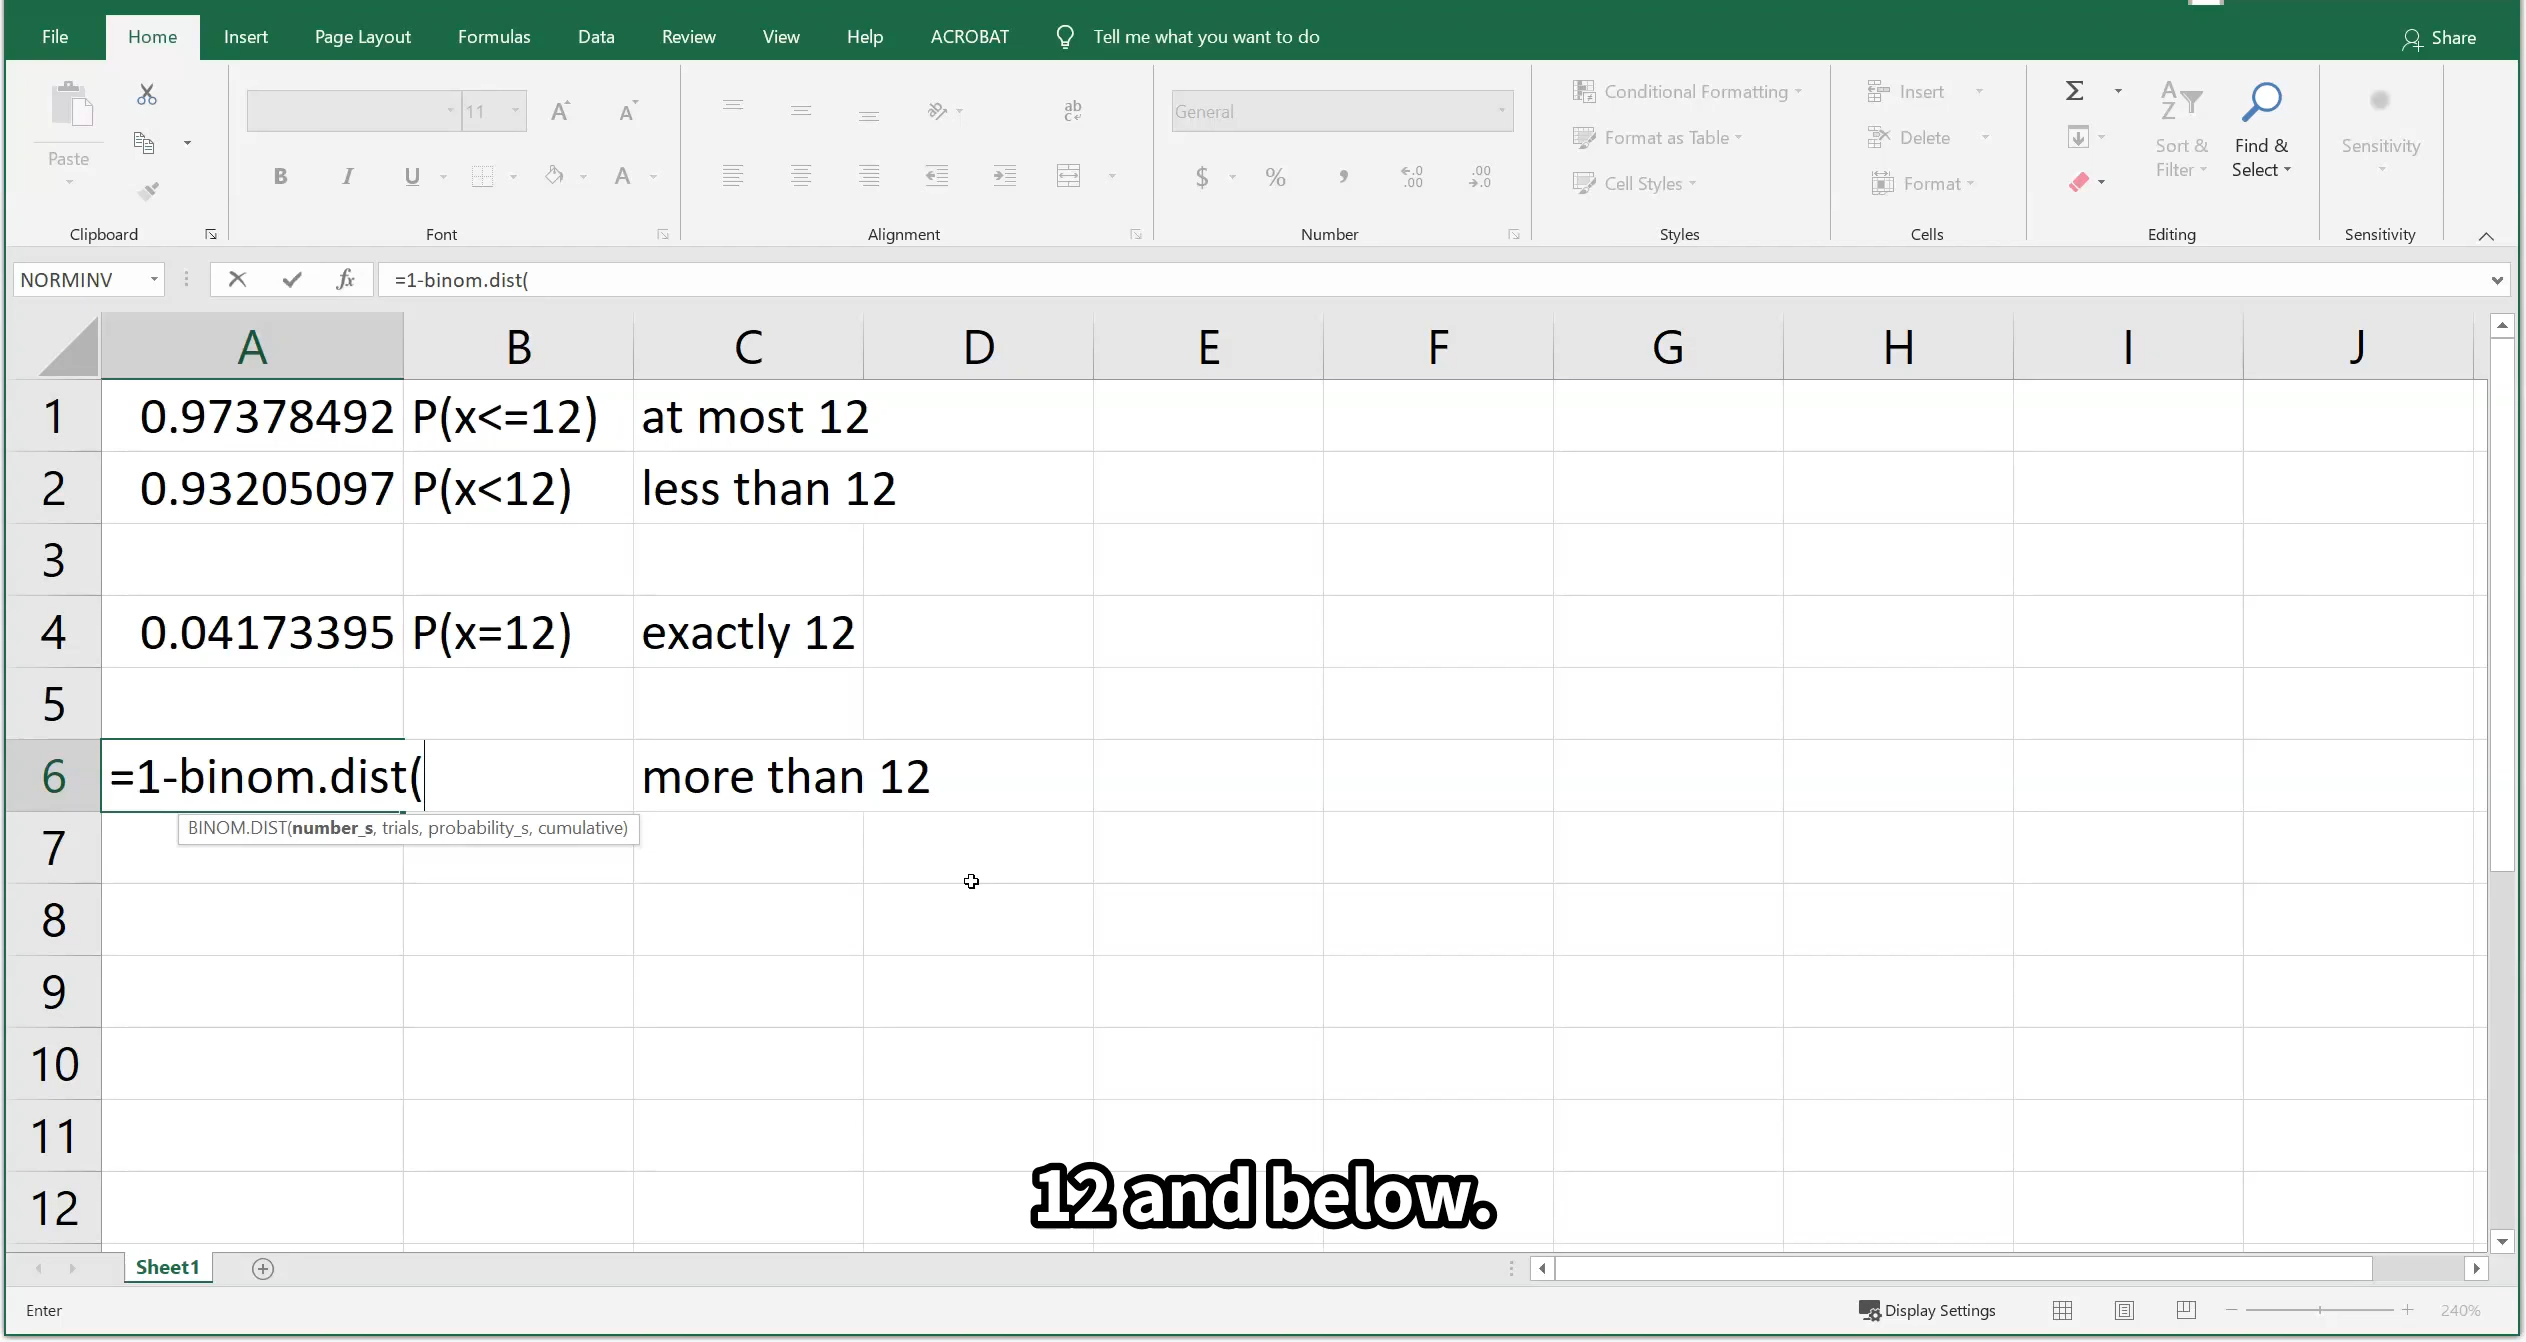 File Home Insert Page Layout Formulas Data Review View Help ACROBAT Tell me what you want to do Share
Paste
Clipboard
11
B I U A
Font
ab
Alignment
General
$ % , .00 .00
Number
Conditional Formatting
Format as Table
Cell Styles
Styles
Insert
Delete
Format
Cells
Σ
Sort &
Filter
Find &
Select
Editing
Sensitivity
Sensitivity
NORMINV fx =1-binom.dist(
A B C D E F G H I J
1 0.97378492 P(x<=12) at most 12
2 0.93205097 P(x<12) less than 12
3
4 0.04173395 P(x=12) exactly 12
5
6 =1-binom.dist( more than 12
BINOM.DIST(number_s, trials, probability_s, cumulative)
7
8
9
10
11
12
12 and below.
Sheet1
Enter Display Settings 240%